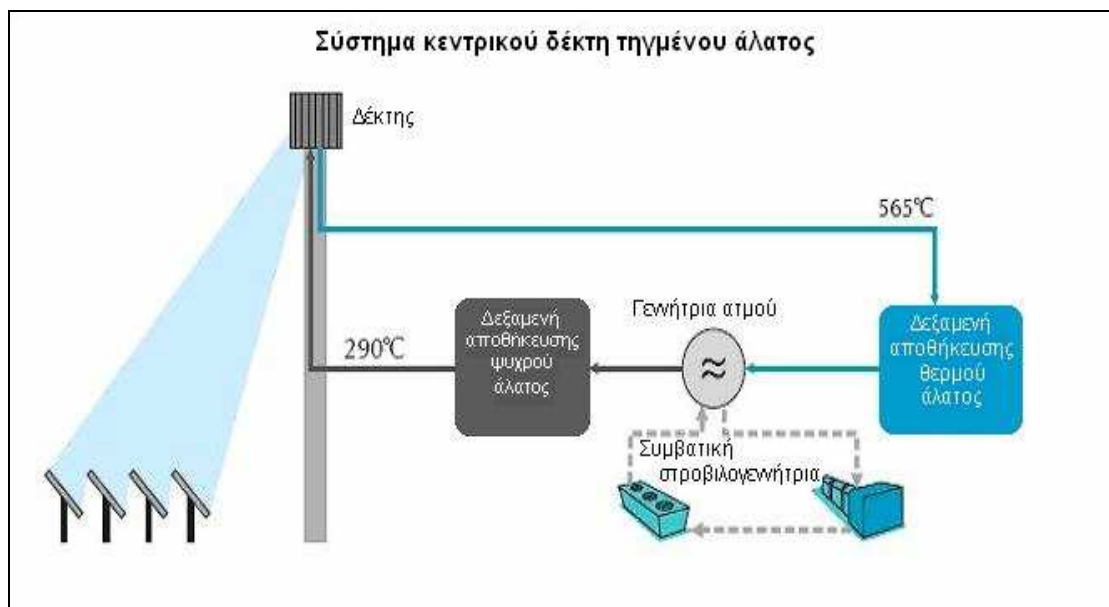 Σύστημα κεντρικού δέκτη τηγμένου άλατος
Δέκτης
565℃
Γεννήτρια ατμού
Δεξαμενή
αποθήκευσης
ψυχρού
άλατος
290℃
Δεξαμενή
αποθήκευσης
θερμού
άλατος
≈
Συμβατική
στροβιλογεννήτρια